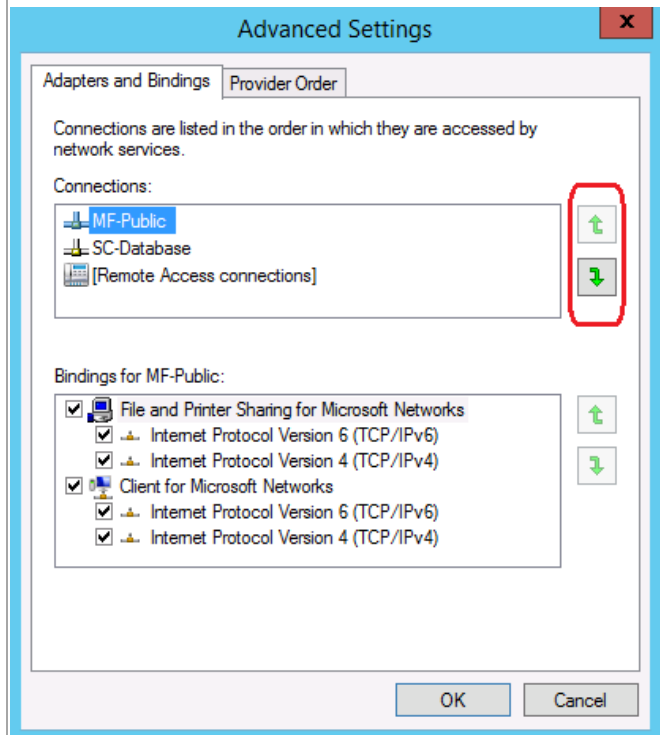 Advanced Settings
x
Adapters and Bindings Provider Order
Connections are listed in the order in which they are accessed by
network services.
Connections:
MF-Public
SC-Database
[Remote Access connections]
Bindings for MF-Public:
File and Printer Sharing for Microsoft Networks
Internet Protocol Version 6 (TCP/IPv6)
Internet Protocol Version 4 (TCP/IPv4)
Client for Microsoft Networks
Internet Protocol Version 6 (TCP/IPv6)
Internet Protocol Version 4 (TCP/IPv4)
OK Cancel